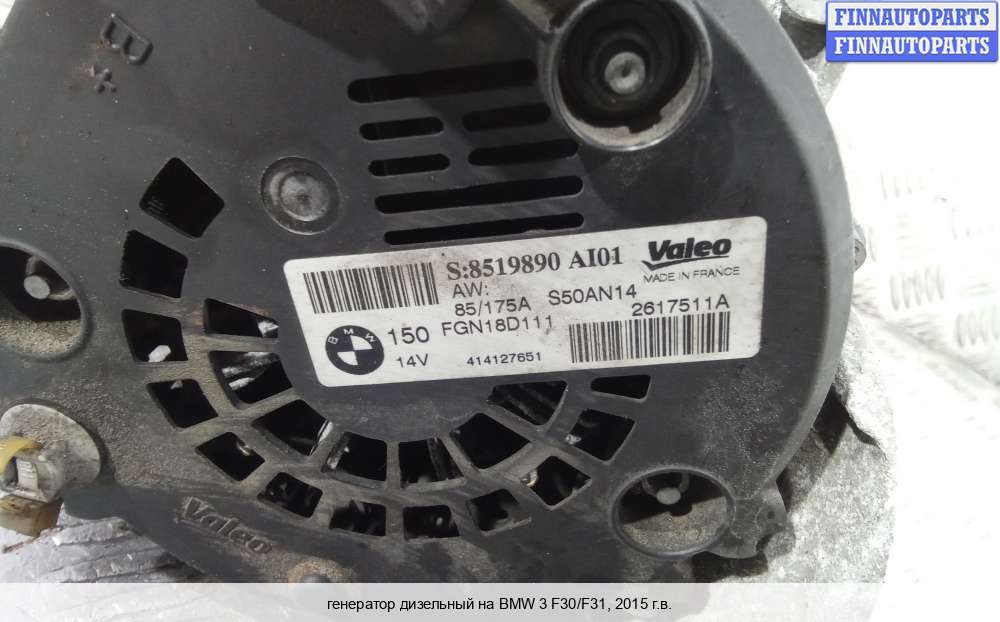 FINNAUTOPARTS
FINNAUTOPARTS
B
S:8519890 AI01
Valeo
AW:
MADE IN FRANCE
85/175A S50AN14
150 FGN18D111
2617511A
BMW
14V
414127651
Valeo
генератор дизельный на BMW 3 F30/F31, 2015 г.в.